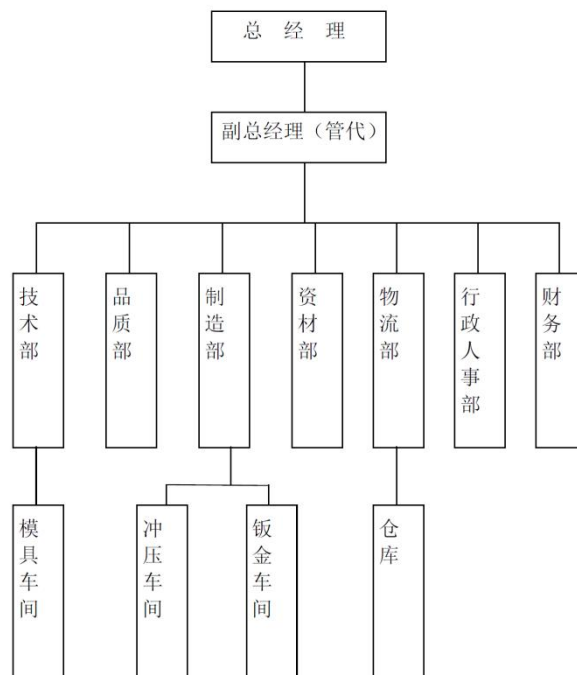 总 经 理
副总经理（管代）
技术部
品质部
制造部
资材部
物流部
行政人事部
财务部
模具车间
冲压车间
钣金车间
仓库